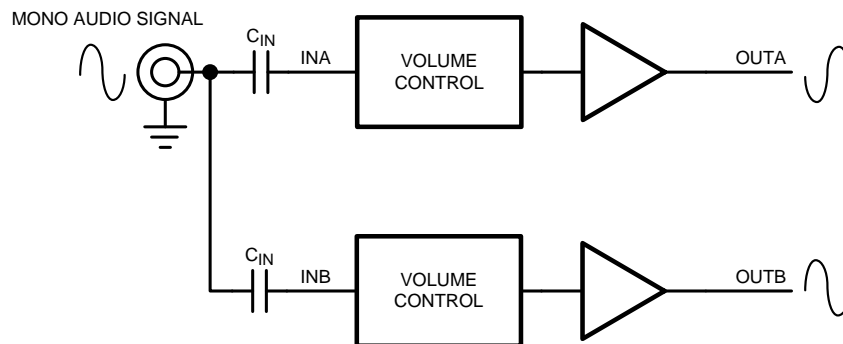 MONO AUDIO SIGNAL
CIN
INA
VOLUME
CONTROL
OUTA
CIN
INB
VOLUME
CONTROL
OUTB